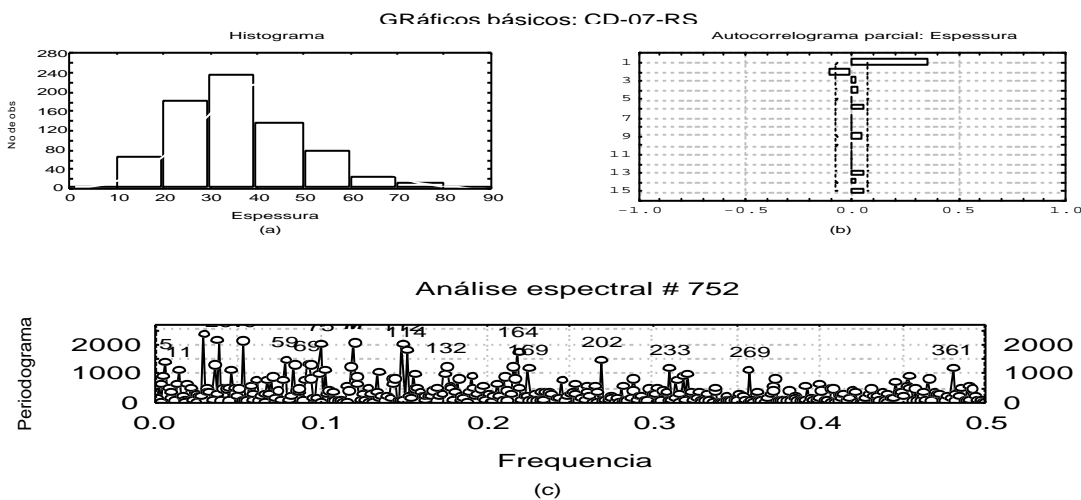 GRáficos básicos: CD-07-RS
Histograma
No de obs
280
240
200
160
120
80
40
0
0 10 20 30 40 50 60 70 80 90
Espessura
(a)
Autocorrelograma parcial: Espessura
1
3
5
7
9
11
13
15
-1.0 -0.5 0.0 0.5 1.0
(b)
Análise espectral # 752
Periodograma
2000
1000
0
5 11 59 69 75 114 132 164 169 202 233 269 361
2000
1000
0
0.0 0.1 0.2 0.3 0.4 0.5
Frequencia
(c)